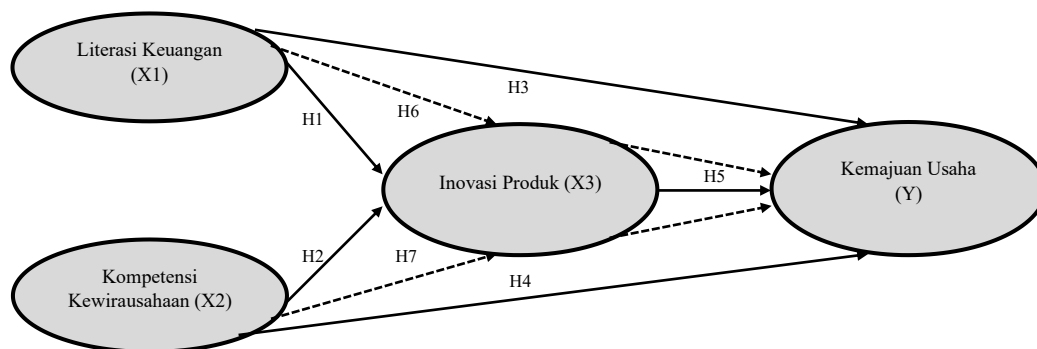 Literasi Keuangan
(X1)
H3
H6
H1
Inovasi Produk (X3)
H5
Kemajuan Usaha
(Y)
H2
H7
H4
Kompetensi
Kewirausahaan (X2)